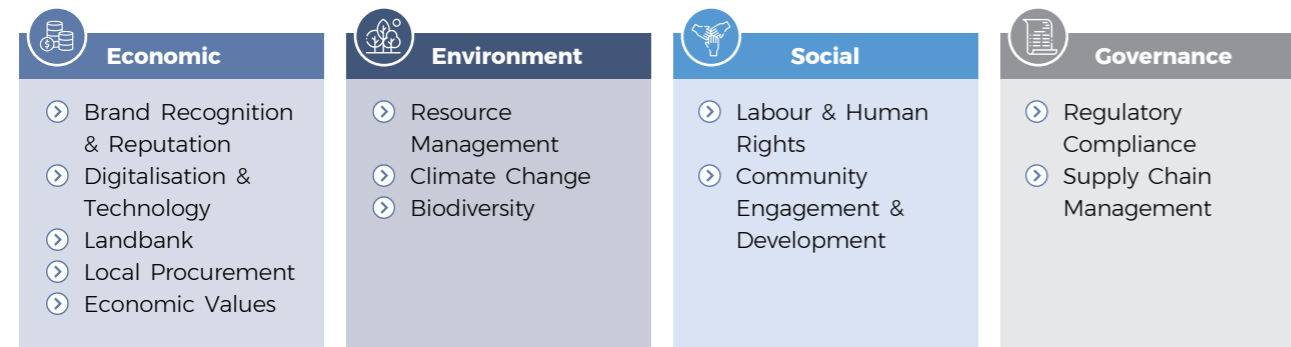 Economic
Brand Recognition
& Reputation
Digitalisation &
Technology
Landbank
Local Procurement
Economic Values
Environment
Resource
Management
Climate Change
Biodiversity
Social
Labour & Human
Rights
Community
Engagement &
Development
Governance
Regulatory
Compliance
Supply Chain
Management